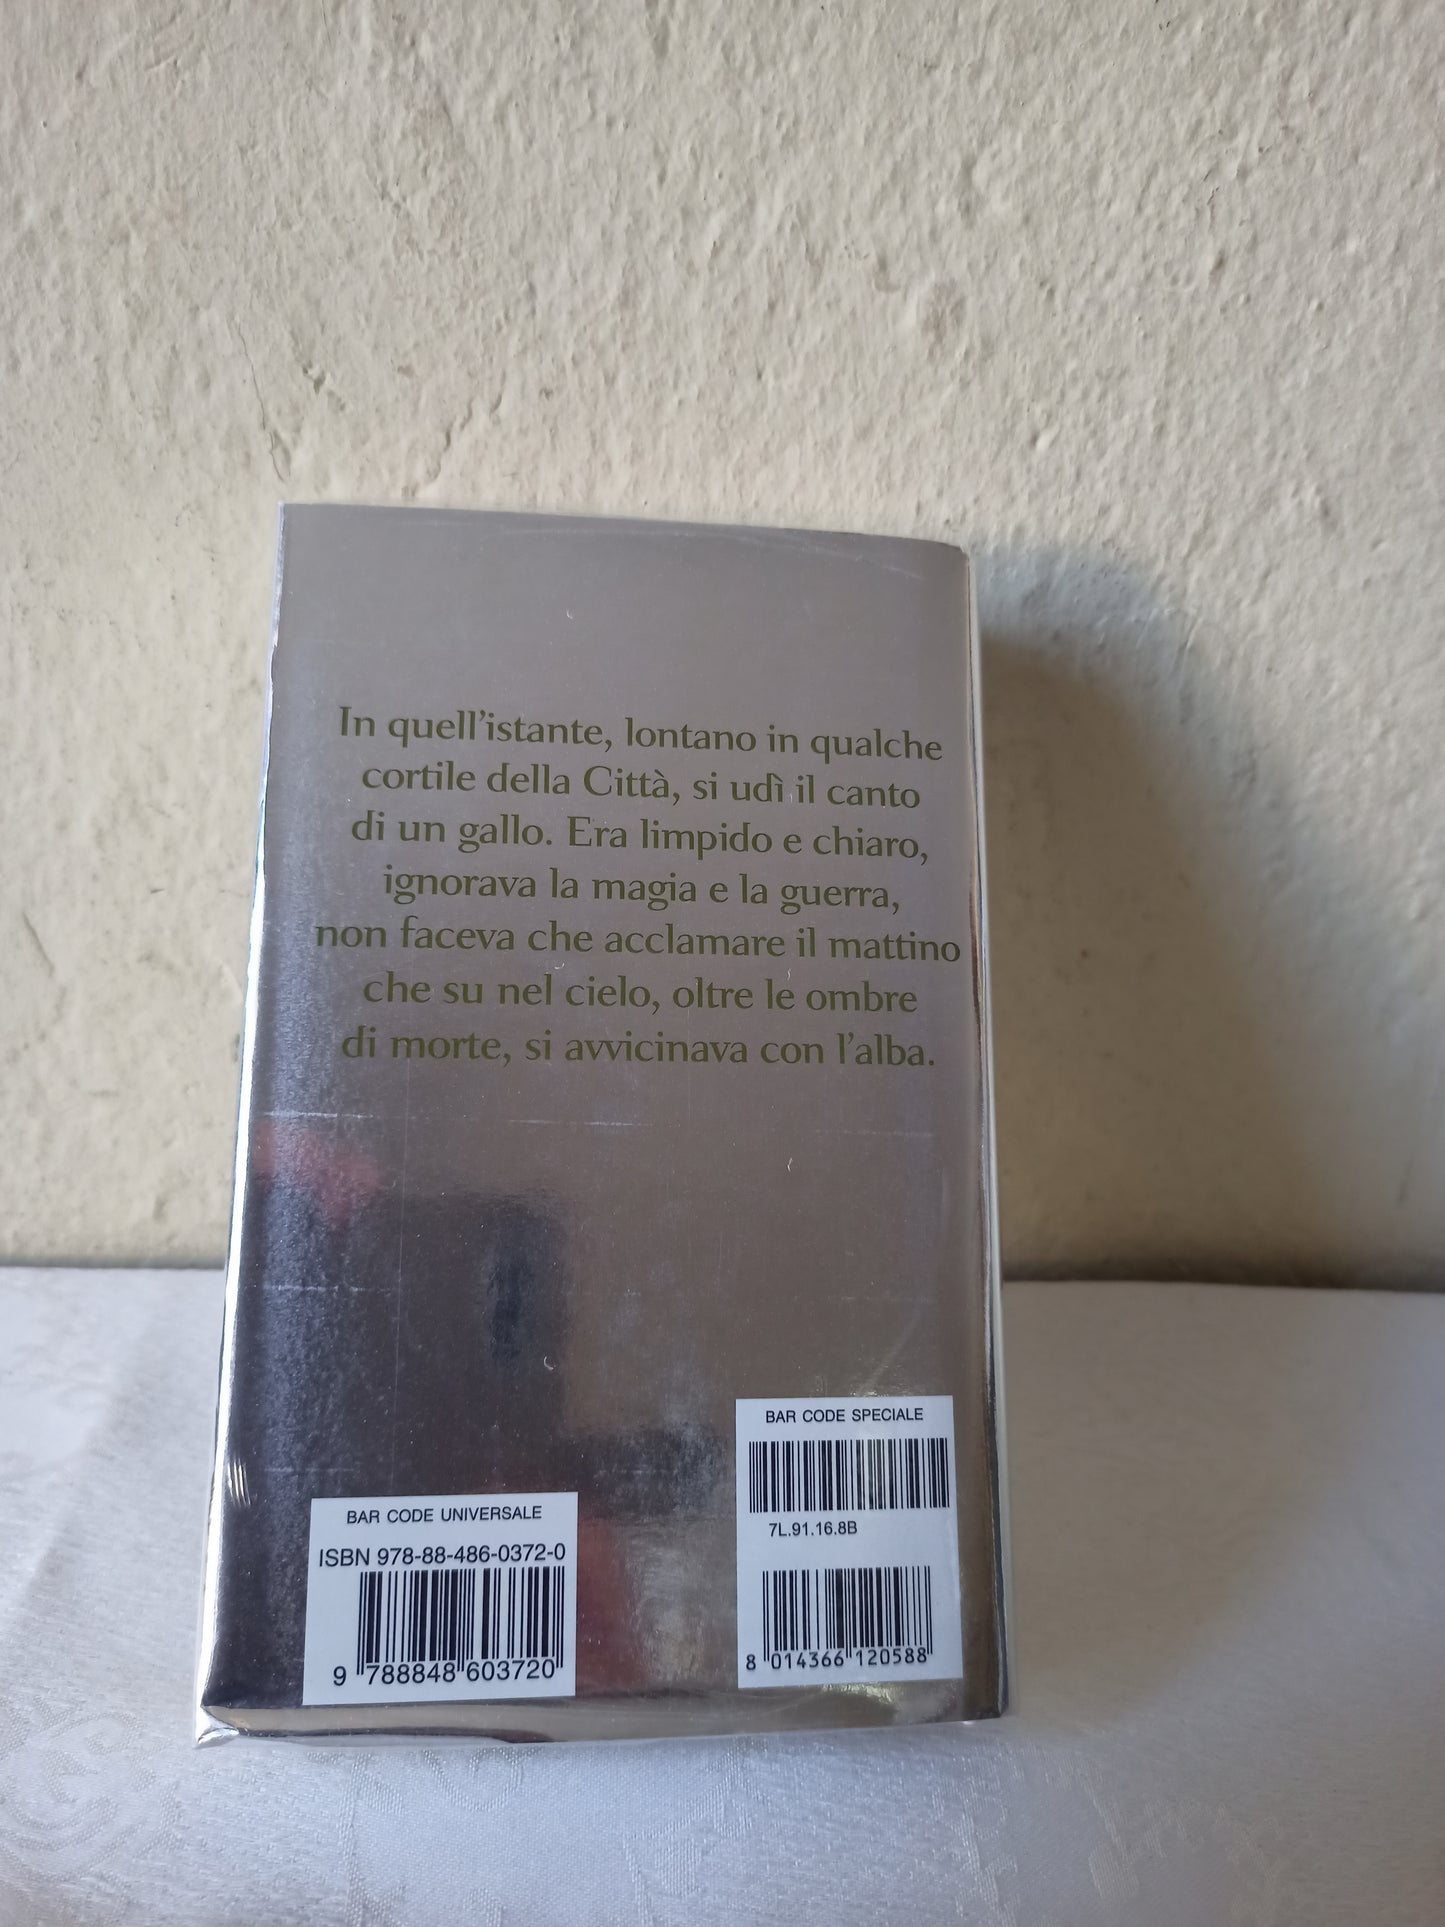 In quell'istante, lontano in qualche
cortile della Città, si udì il canto
di un gallo. Era limpido e chiaro,
ignorava la magia e la guerra,
non faceva che acclamare il mattino
che su nel cielo, oltre le ombre
di morte, si avvicinava con l'alba.
BAR CODE UNIVERSALE
ISBN 978-88-486-0372-0
9 788848 603720
BAR CODE SPECIALE
7L.91.16.8B
8 014366 120588